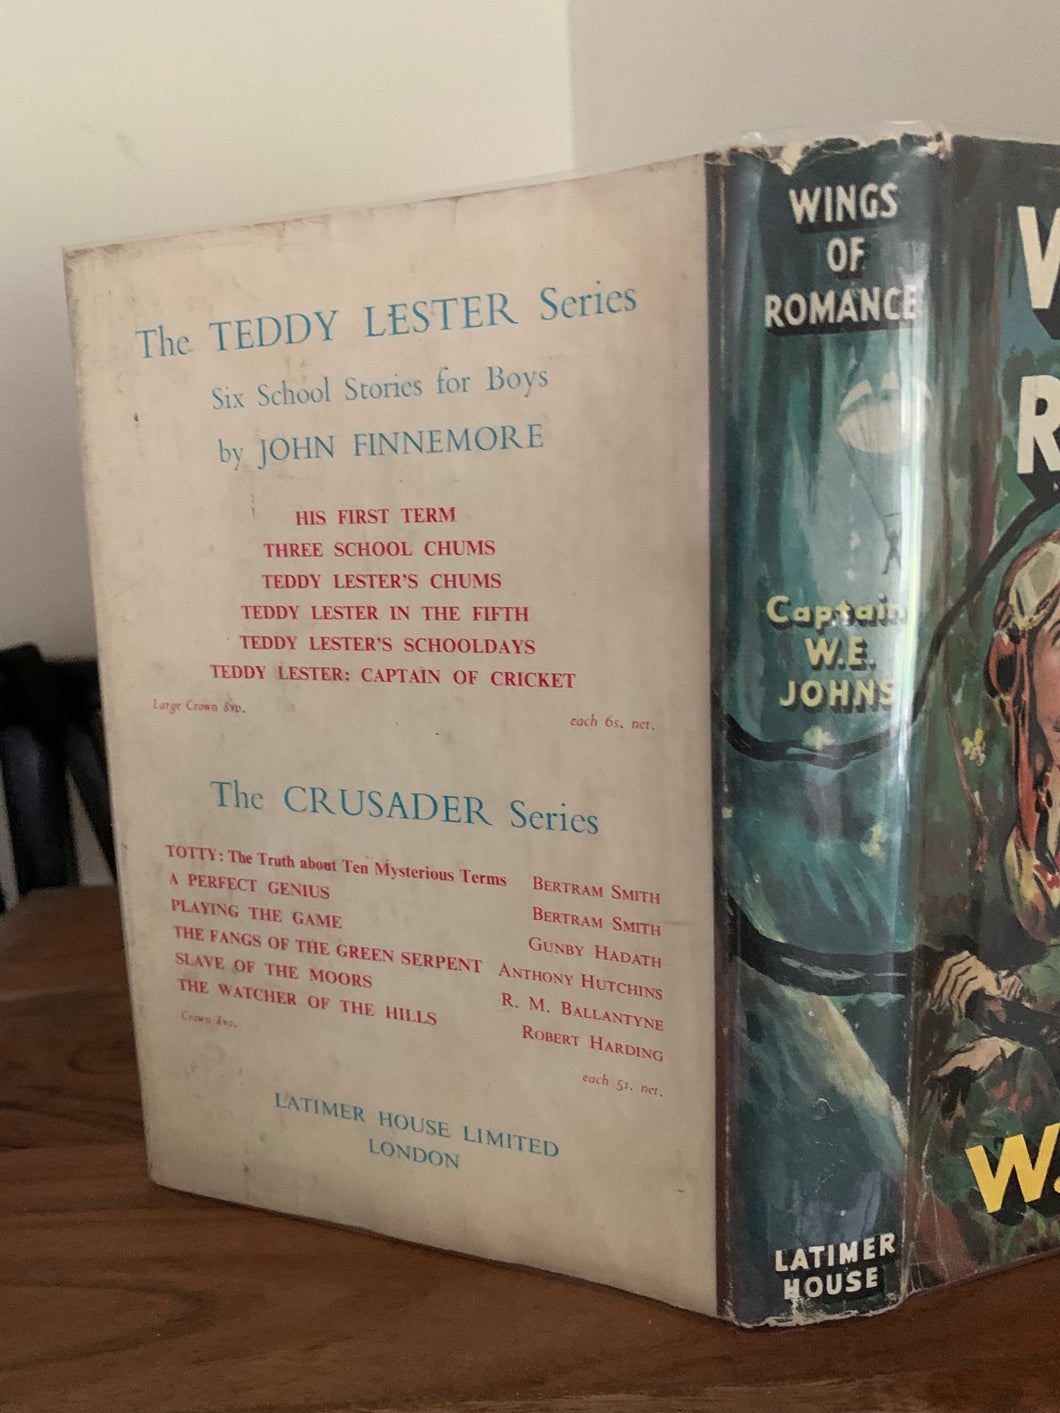 The TEDDY LESTER Series
Six School Stories for Boys
by JOHN FINNEMORE
HIS FIRST TERM
THREE SCHOOL CHUMS
TEDDY LESTER'S CHUMS
TEDDY LESTER IN THE FIFTH
TEDDY LESTER'S SCHOOLDAYS
TEDDY LESTER: CAPTAIN OF CRICKET
Large Crown 8vo. each 6s. net.
The CRUSADER Series
TOTTY: The Truth about Ten Mysterious Terms BERTRAM SMITH
A PERFECT GENIUS BERTRAM SMITH
PLAYING THE GAME GUNBY HADATH
THE FANGS OF THE GREEN SERPENT ANTHONY HUTCHINS
SLAVE OF THE MOORS R. M. BALLANTYNE
THE WATCHER OF THE HILLS ROBERT HARDING
Crown 8vo. each 5s. net.
LATIMER HOUSE LIMITED
LONDON
WINGS
OF
ROMANCE
Captain
W.E.
JOHNS
LATIMER
HOUSE
W
R
W.